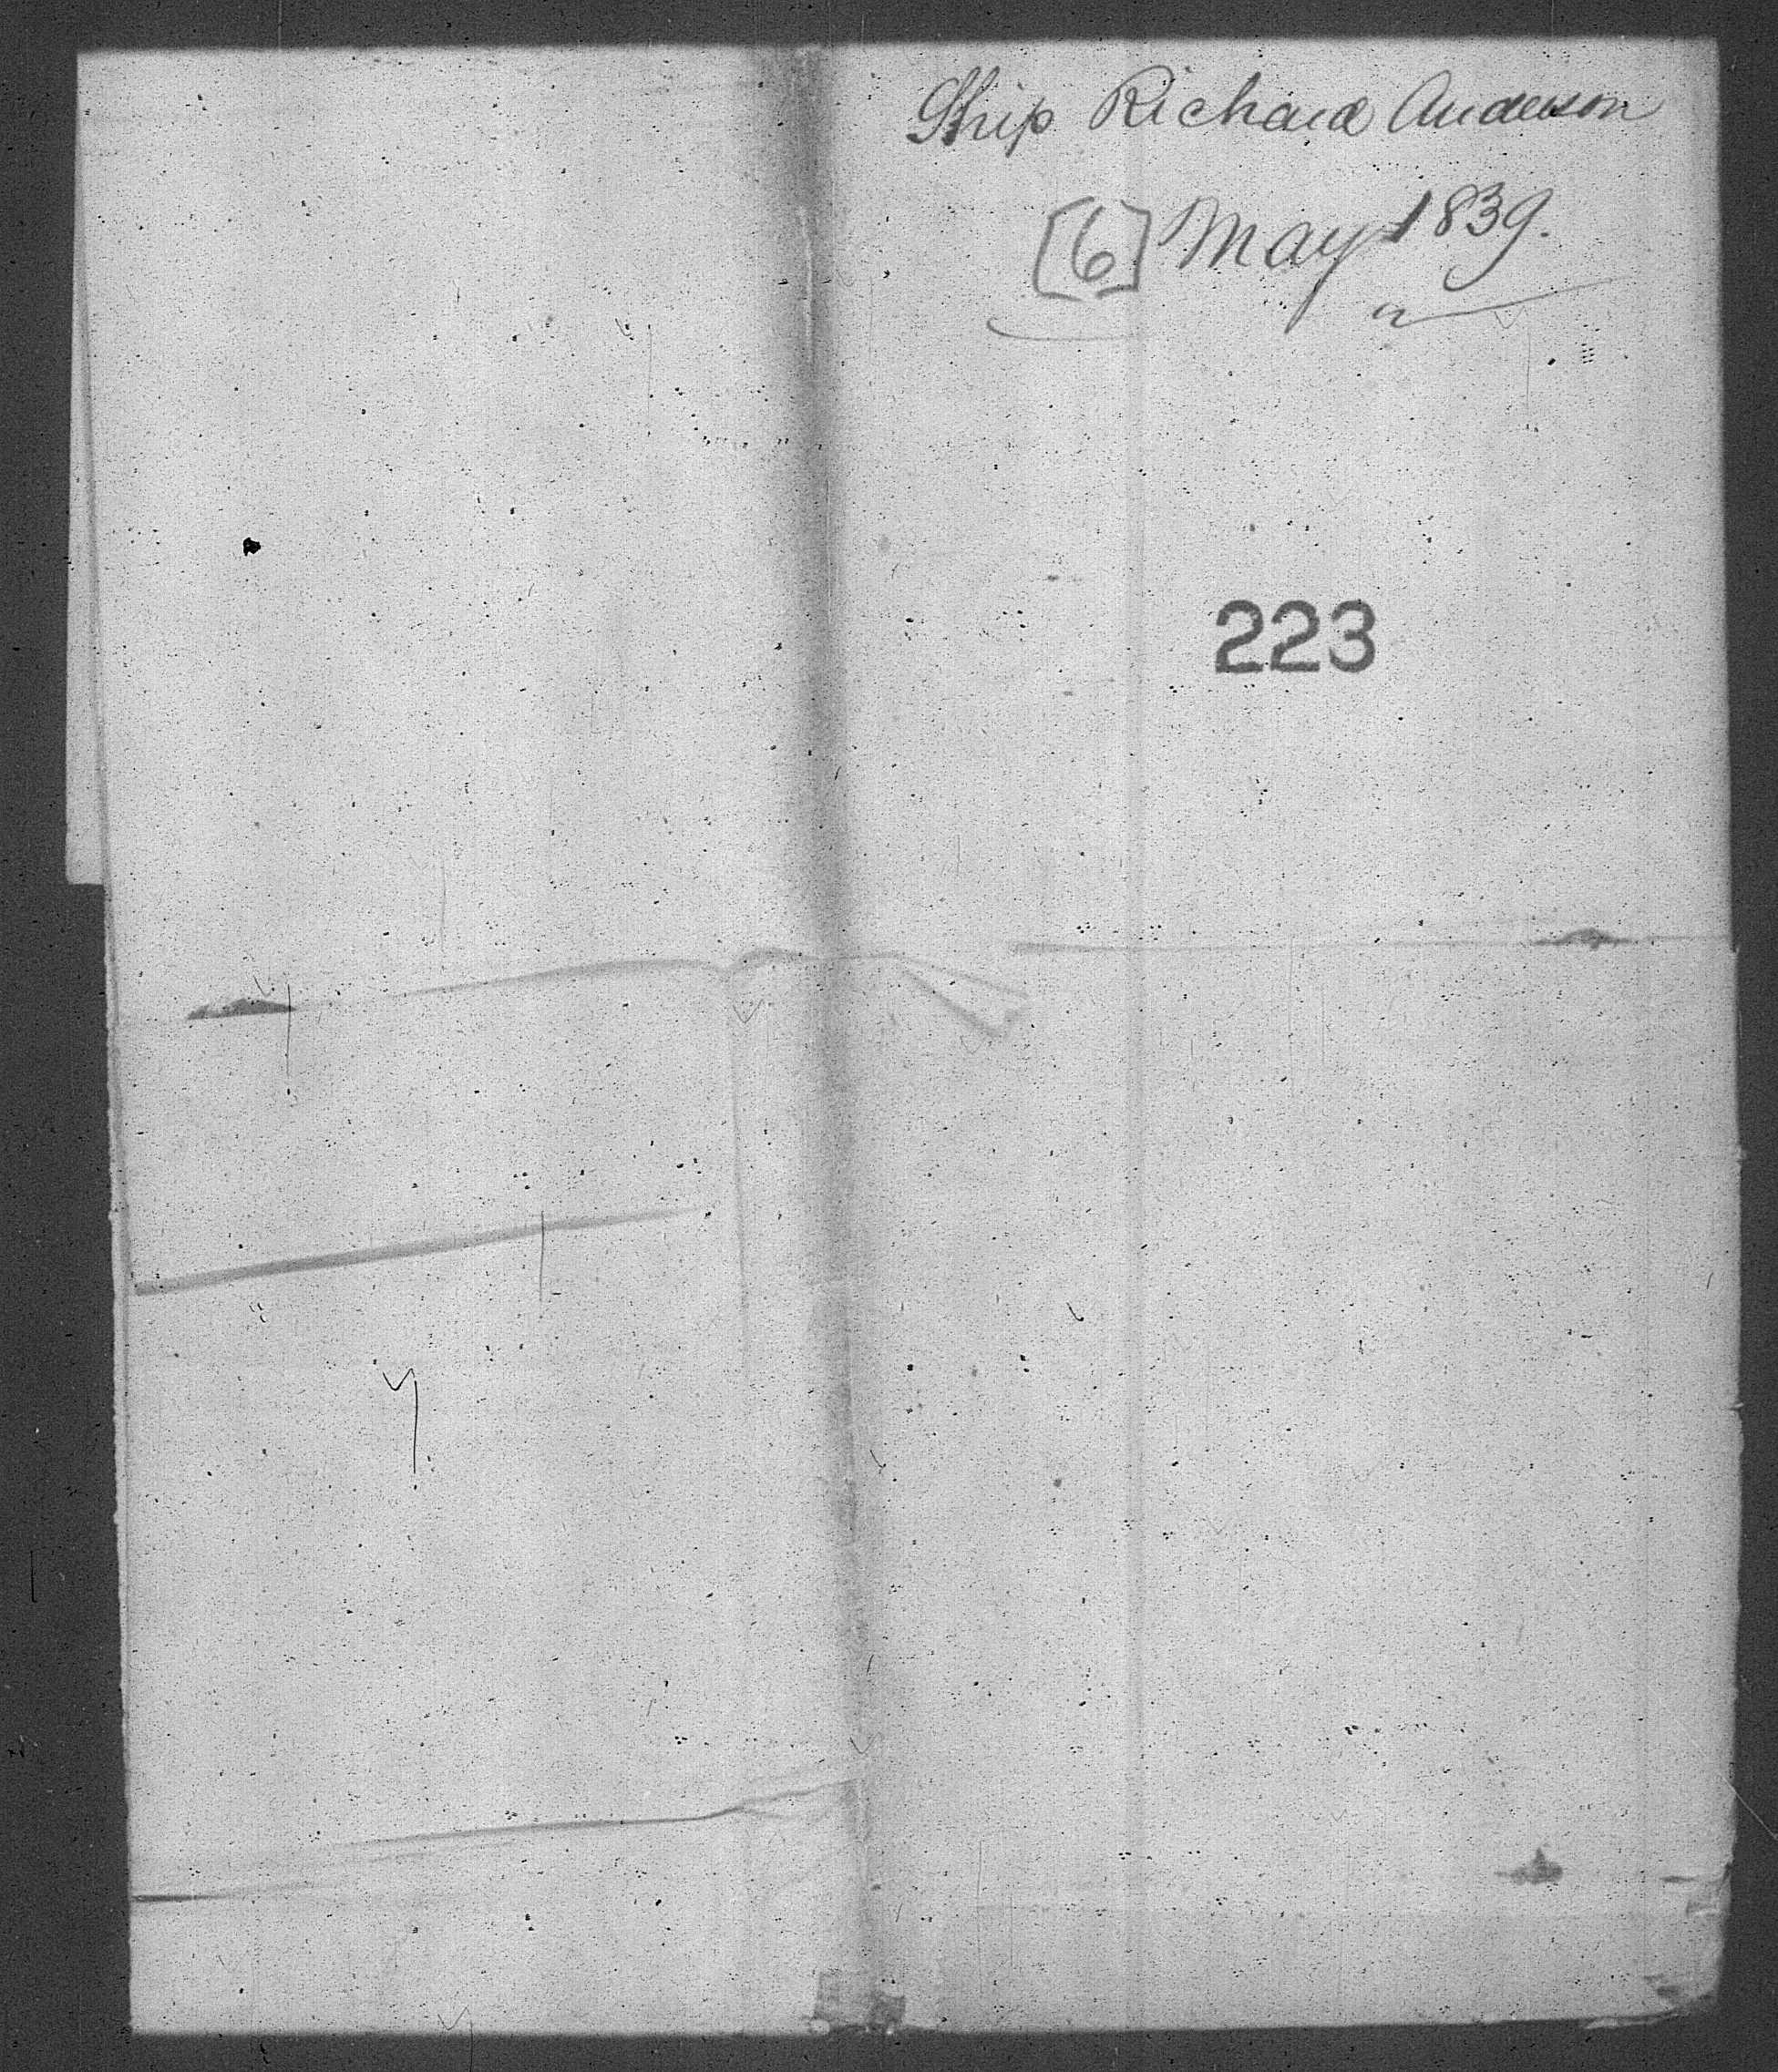 Ship Richard Anderson
[6] May 1839.
223